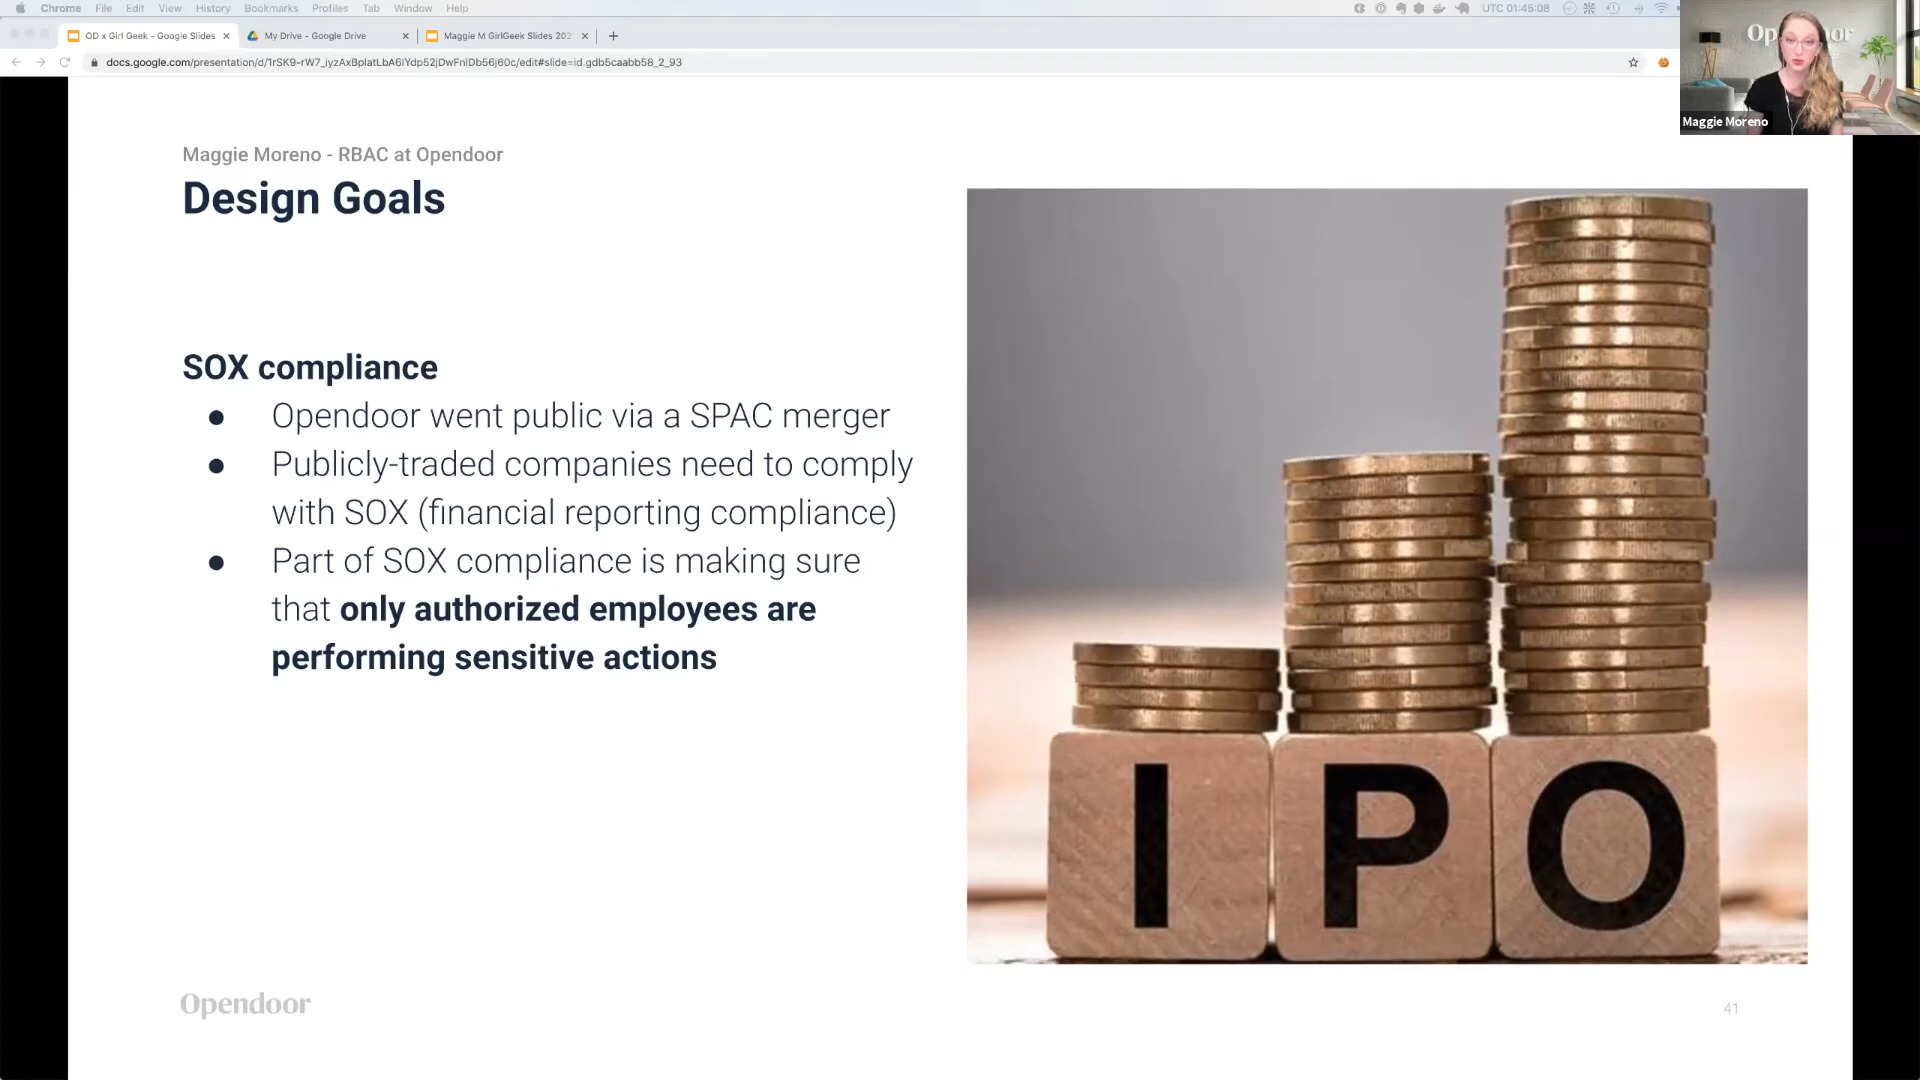 Chrome File Edit View History Bookmarks Profiles Tab Window Help
UTC 01:45:08
OD x Girl Geek - Google Slides
My Drive - Google Drive
Maggie M GirlGeek Slides 202
docs.google.com/presentation/d/1rSK9-rW7_iyzAxBplatLbA6lYdp52jDwFnlDb56j60c/edit#slide=id.gdb5caabb58_2_93
Maggie Moreno
Maggie Moreno - RBAC at Opendoor
Design Goals
SOX compliance
● Opendoor went public via a SPAC merger
● Publicly-traded companies need to comply
with SOX (financial reporting compliance)
● Part of SOX compliance is making sure
that only authorized employees are
performing sensitive actions
I P O
Opendoor
41